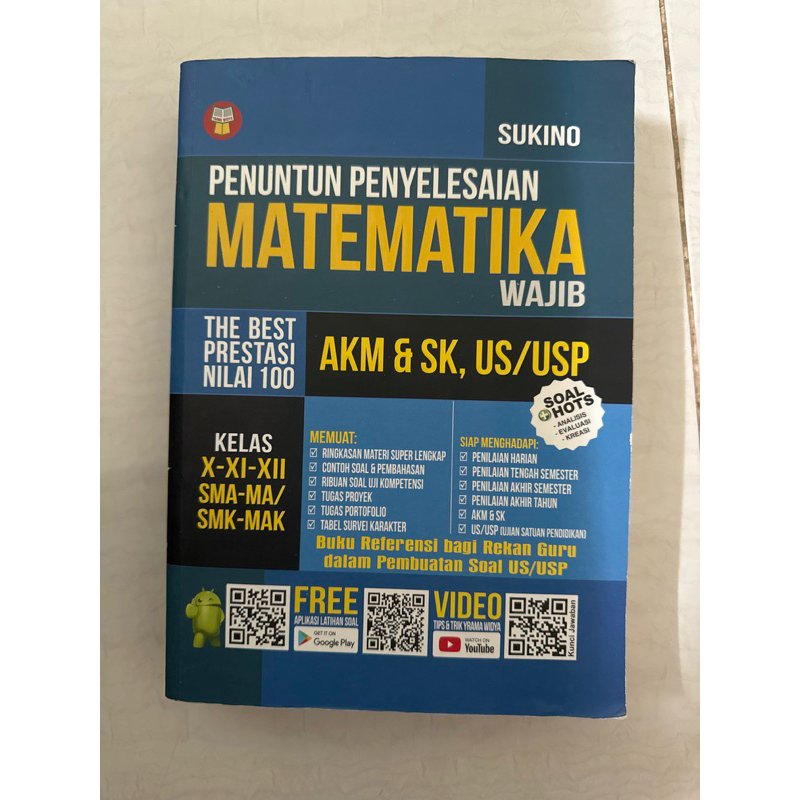 SUKINO
PENUNTUN PENYELESAIAN
MATEMATIKA
WAJIB
THE BEST
PRESTASI
NILAI 100
AKM & SK, US/USP
SOAL
+HOTS
- ANALISIS
- EVALUASI
- KREASI
KELAS
X-XI-XII
SMA-MA/
SMK-MAK
MEMUAT:
RINGKASAN MATERI SUPER LENGKAP
CONTOH SOAL & PEMBAHASAN
RIBUAN SOAL UJI KOMPETENSI
TUGAS PROYEK
TUGAS PORTOFOLIO
TABEL SURVEI KARAKTER
SIAP MENGHADAPI:
PENILAIAN HARIAN
PENILAIAN TENGAH SEMESTER
PENILAIAN AKHIR SEMESTER
PENILAIAN AKHIR TAHUN
AKM & SK
US/USP (UJIAN SATUAN PENDIDIKAN)
Buku Referensi bagi Rekan Guru
dalam Pembuatan Soal US/USP
FREE
APLIKASI LATIHAN SOAL
GET IT ON
Google Play
VIDEO
TIPS & TRIK YRAMA WIDYA
WATCH ON
YouTube
Kunci Jawaban